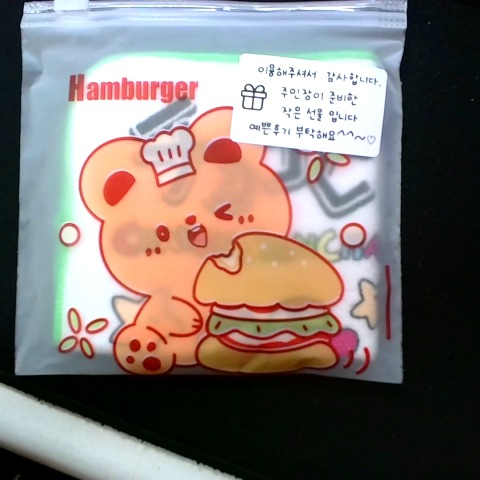 Hamburger
이용해주셔서 감사합니다.
주인장이 준비한
작은 선물 입니다
예쁜후기 부탁해요^^~♡